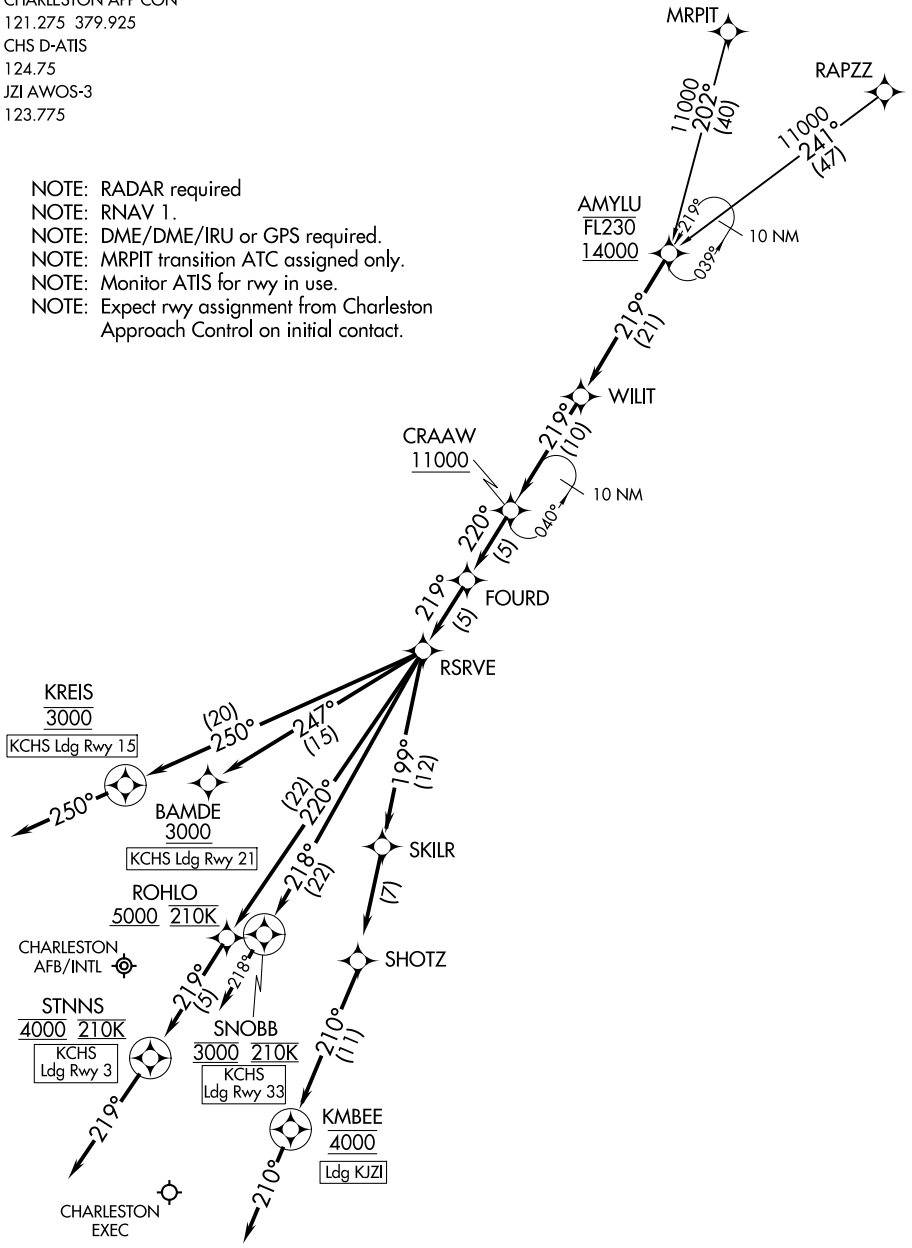 CHARLESTON APP CON
121.275 379.925
CHS D-ATIS
124.75
JZI AWOS-3
123.775
NOTE: RADAR required
NOTE: RNAV 1.
NOTE: DME/DME/IRU or GPS required.
NOTE: MRPIT transition ATC assigned only.
NOTE: Monitor ATIS for rwy in use.
NOTE: Expect rwy assignment from Charleston
Approach Control on initial contact.
MRPIT
RAPZZ
11000
202°
(40)
11000
241°
(47)
AMYLU
FL230
14000
219°
039°
10 NM
219°
(21)
WILIT
219°
(10)
CRAAW
11000
040°
10 NM
220°
(5)
FOURD
219°
(5)
RSRVE
KREIS
3000
KCHS Ldg Rwy 15
(20)
250°
250°
247°
(15)
BAMDE
3000
KCHS Ldg Rwy 21
(22)
220°
218°
(22)
199°
(12)
SKILR
(7)
SHOTZ
ROHLO
5000 210K
CHARLESTON
AFB/INTL
219°
(5)
218°
STNNS
4000 210K
KCHS
Ldg Rwy 3
219°
SNOBB
3000 210K
KCHS
Ldg Rwy 33
210°
(11)
KMBEE
4000
Ldg KJZI
210°
CHARLESTON
EXEC